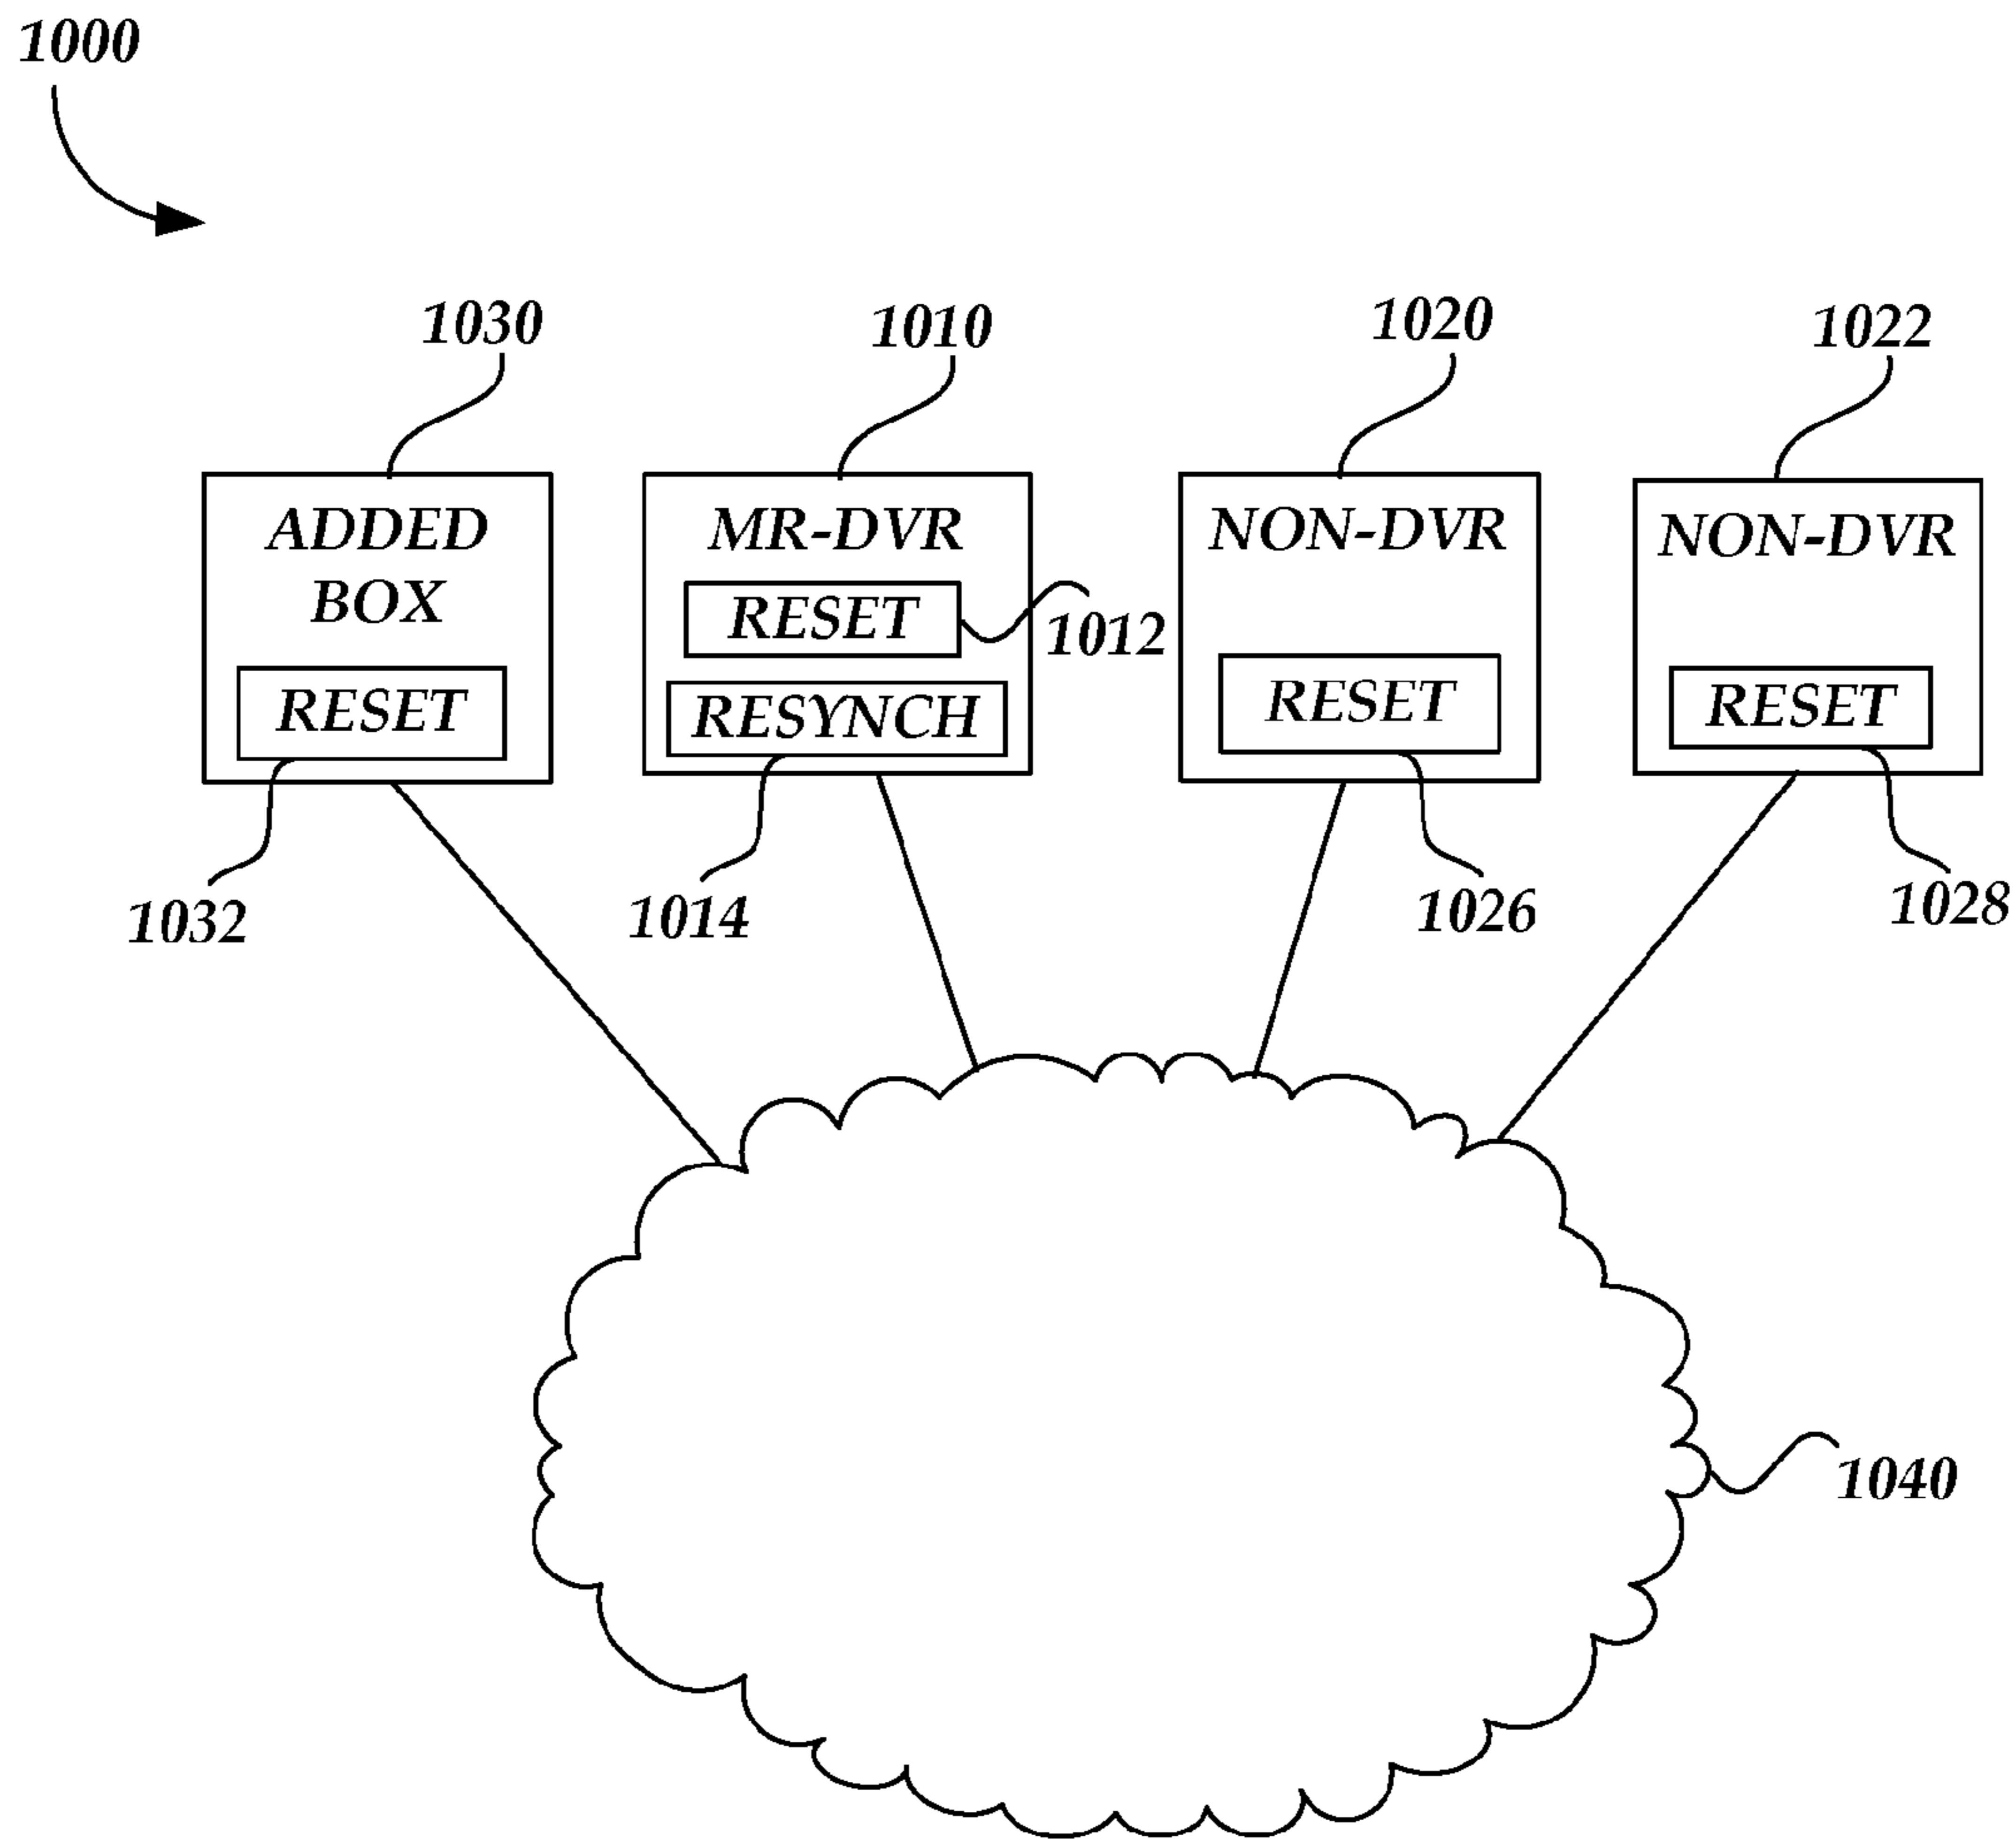 1000
1030
1010
1020
1022
ADDED
BOX
RESET
MR-DVR
RESET
RESYNCH
1012
NON-DVR
RESET
NON-DVR
RESET
1032
1014
1026
1028
1040